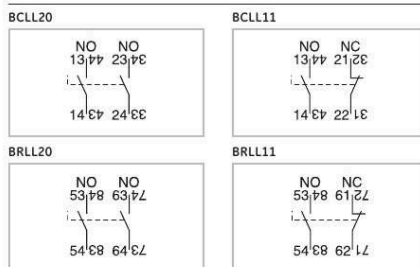 BCLL20
NO NO
13 44 23 34
14 43 24 33
BCLL11
NO NC
13 44 21 32
14 43 22 31
BRLL20
NO NO
53 84 63 74
54 83 64 73
BRLL11
NO NC
53 84 61 72
54 83 62 71